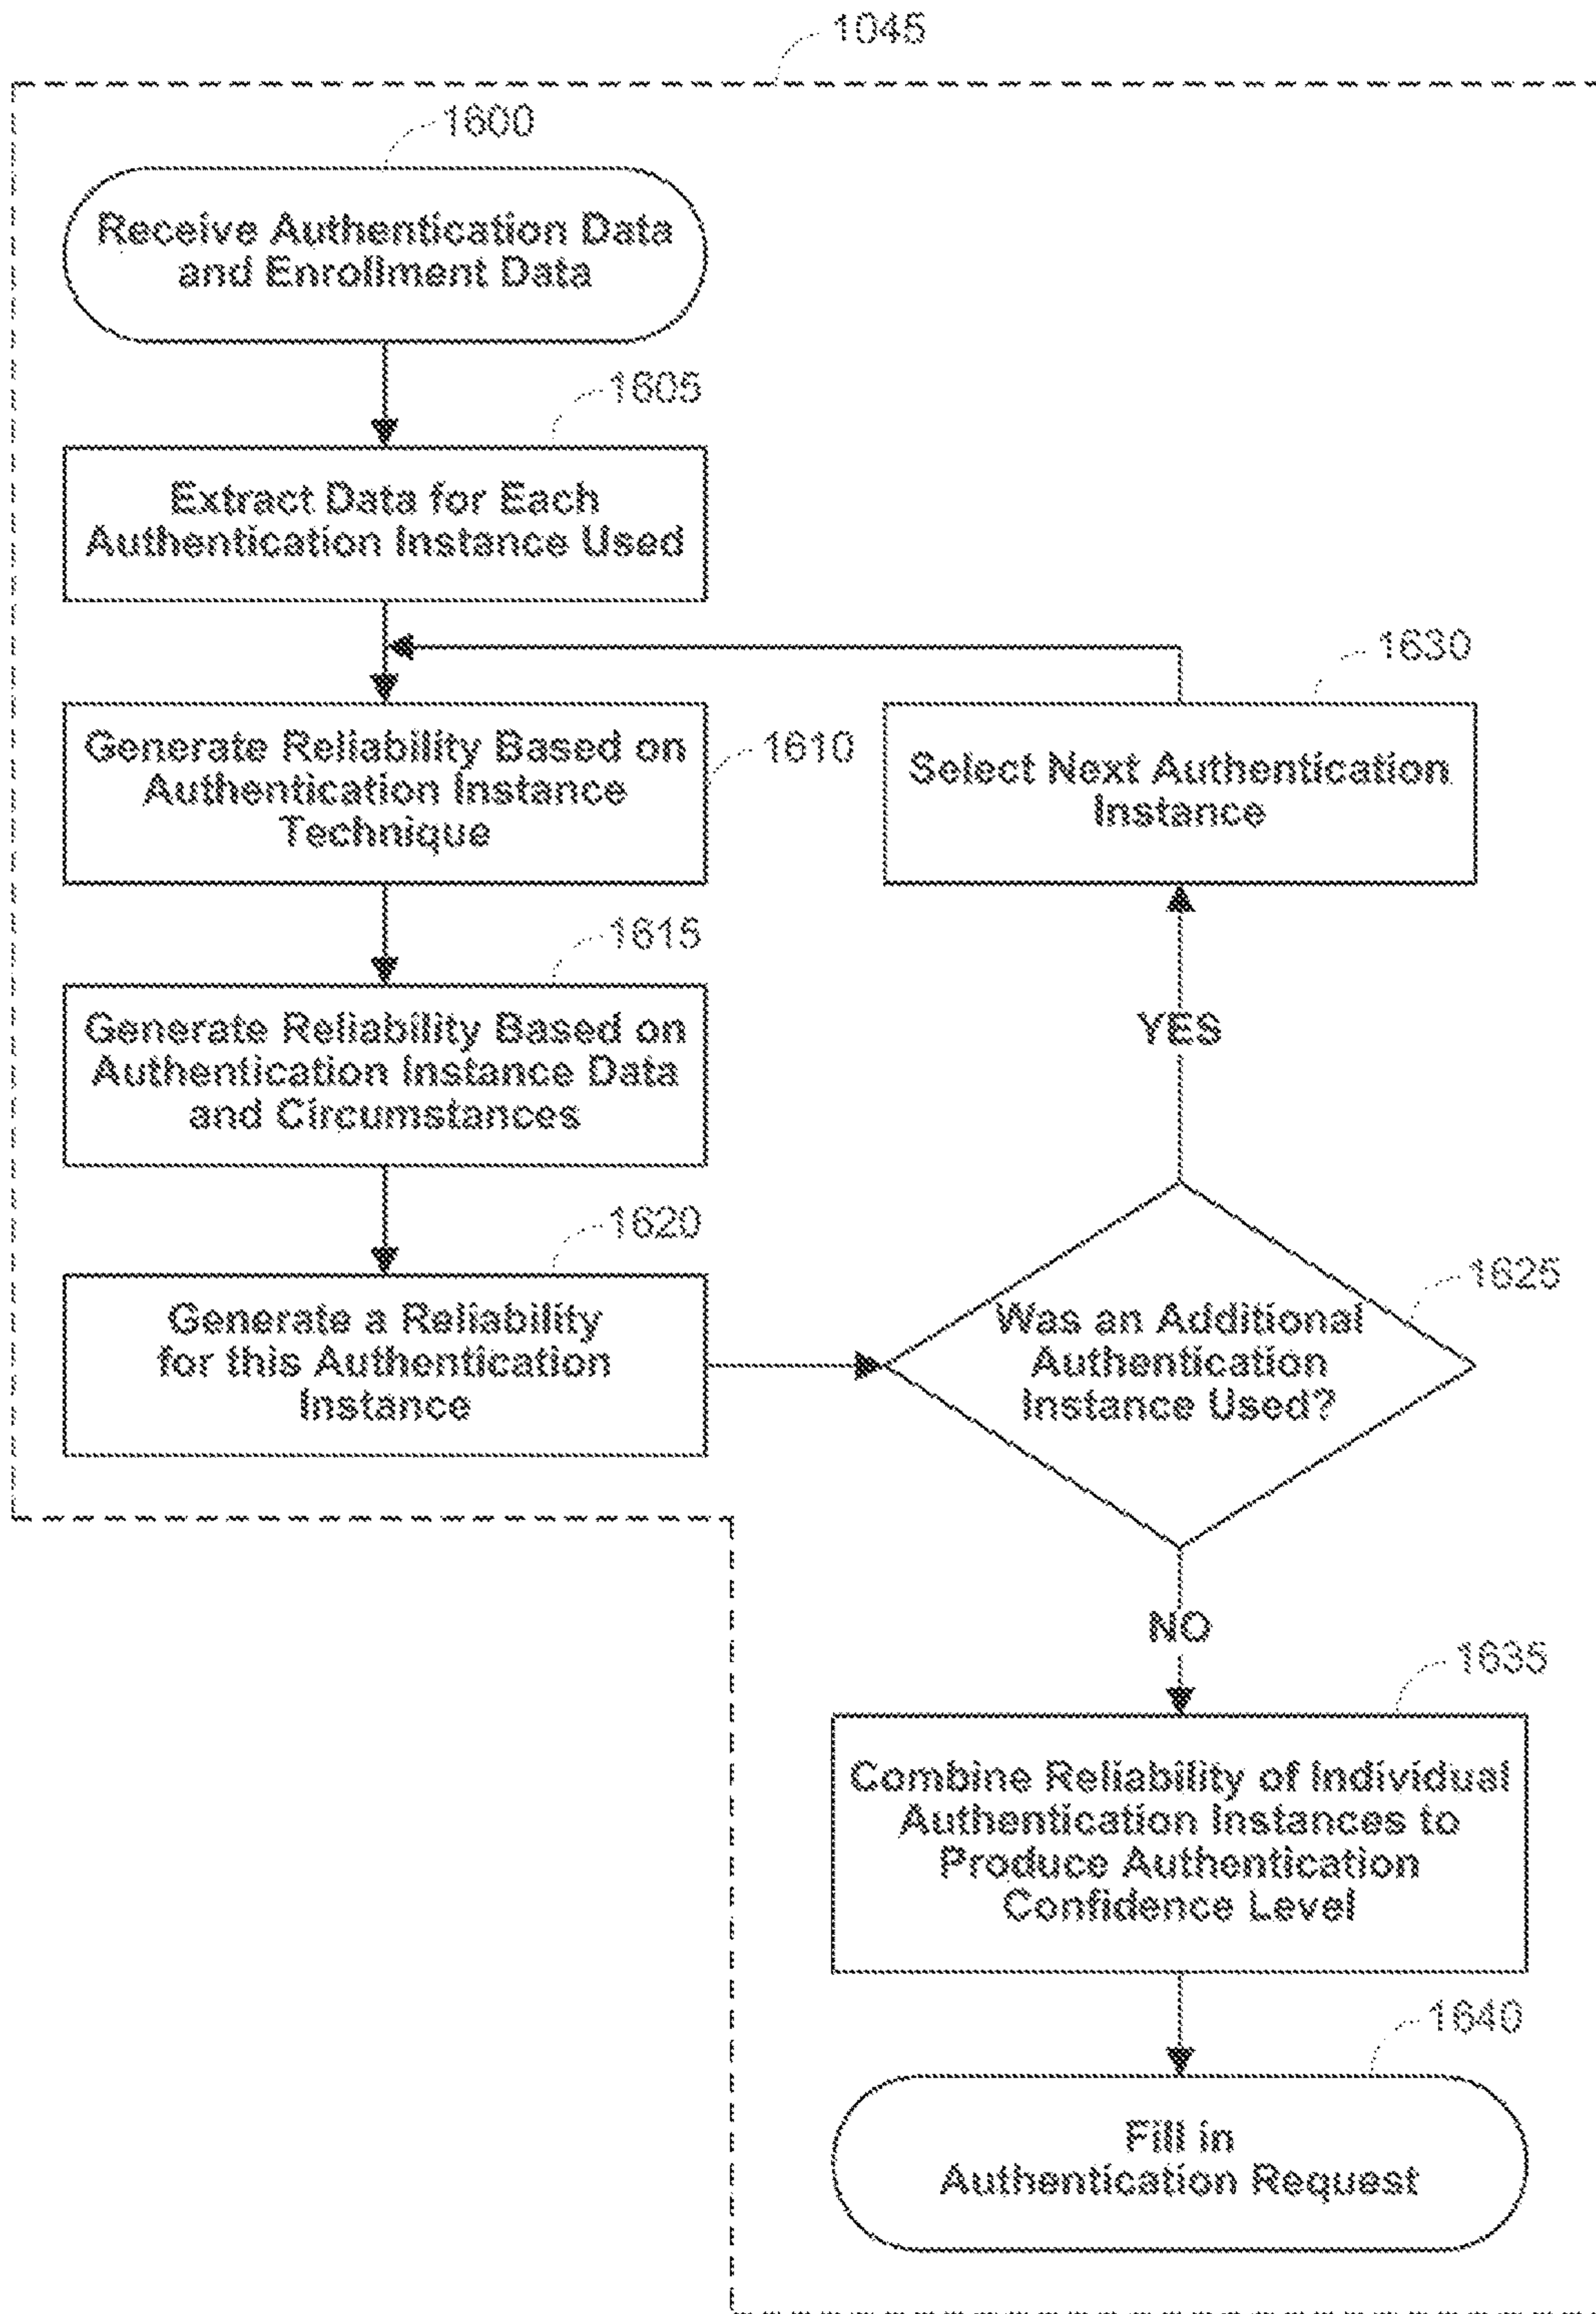 1045
1600
Receive Authentication Data
and Enrollment Data
1605
Extract Data for Each
Authentication Instance Used
1630
Generate Reliability Based on
Authentication Instance
Technique
1610
Select Next Authentication
Instance
1615
Generate Reliability Based on
Authentication Instance Data
and Circumstances
YES
1620
Generate a Reliability
for this Authentication
Instance
1625
Was an Additional
Authentication
Instance Used?
NO
1635
Combine Reliability of Individual
Authentication Instances to
Produce Authentication
Confidence Level
1640
Fill in
Authentication Request